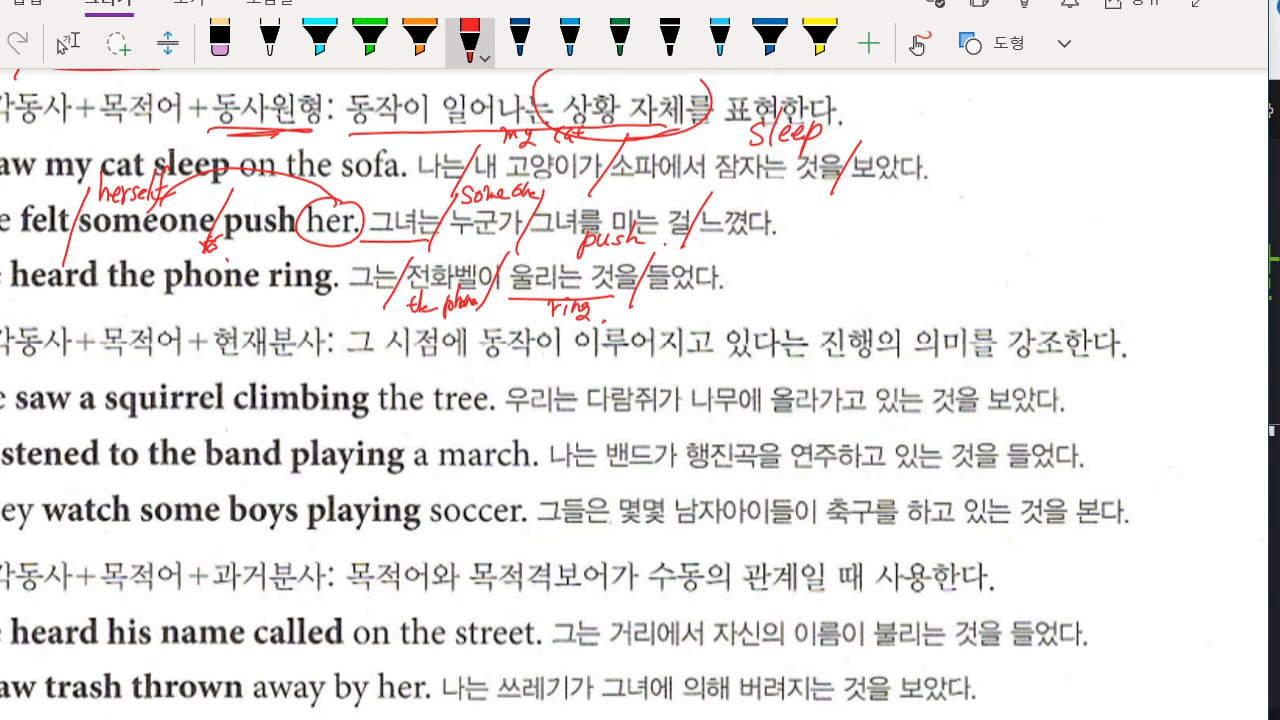 도형
각동사+목적어+동사원형: 동작이 일어나는 상황 자체를 표현한다.
my cat sleep
aw my cat sleep on the sofa. 나는 내 고양이가 소파에서 잠자는 것을 보았다.
herself someone
e felt someone push her. 그녀는 누군가 그녀를 미는 걸 느꼈다.
push
heard the phone ring. 그는 전화벨이 울리는 것을 들었다.
the phone ring
각동사+목적어+현재분사: 그 시점에 동작이 이루어지고 있다는 진행의 의미를 강조한다.
e saw a squirrel climbing the tree. 우리는 다람쥐가 나무에 올라가고 있는 것을 보았다.
stened to the band playing a march. 나는 밴드가 행진곡을 연주하고 있는 것을 들었다.
ey watch some boys playing soccer. 그들은 몇몇 남자아이들이 축구를 하고 있는 것을 본다.
각동사+목적어+과거분사: 목적어와 목적격보어가 수동의 관계일 때 사용한다.
heard his name called on the street. 그는 거리에서 자신의 이름이 불리는 것을 들었다.
aw trash thrown away by her. 나는 쓰레기가 그녀에 의해 버려지는 것을 보았다.